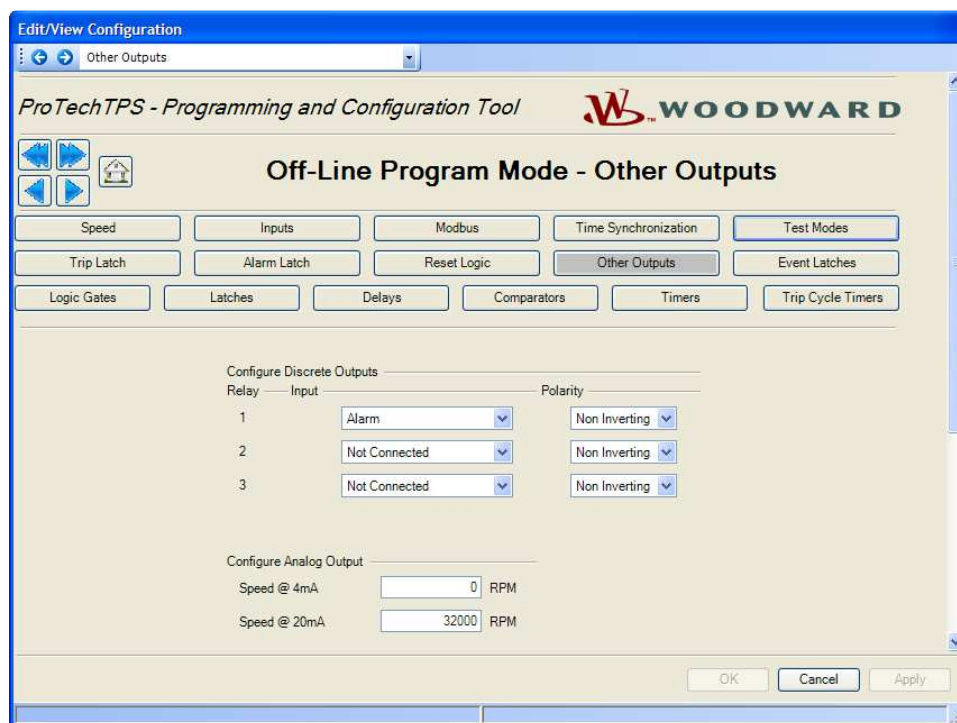 Edit/View Configuration
Other Outputs
ProTechTPS - Programming and Configuration Tool
WOODWARD
Off-Line Program Mode - Other Outputs
Speed Inputs Modbus Time Synchronization Test Modes
Trip Latch Alarm Latch Reset Logic Other Outputs Event Latches
Logic Gates Latches Delays Comparators Timers Trip Cycle Timers
Configure Discrete Outputs
Relay Input Polarity
1 Alarm Non Inverting
2 Not Connected Non Inverting
3 Not Connected Non Inverting
Configure Analog Output
Speed @ 4mA 0 RPM
Speed @ 20mA 32000 RPM
OK Cancel Apply